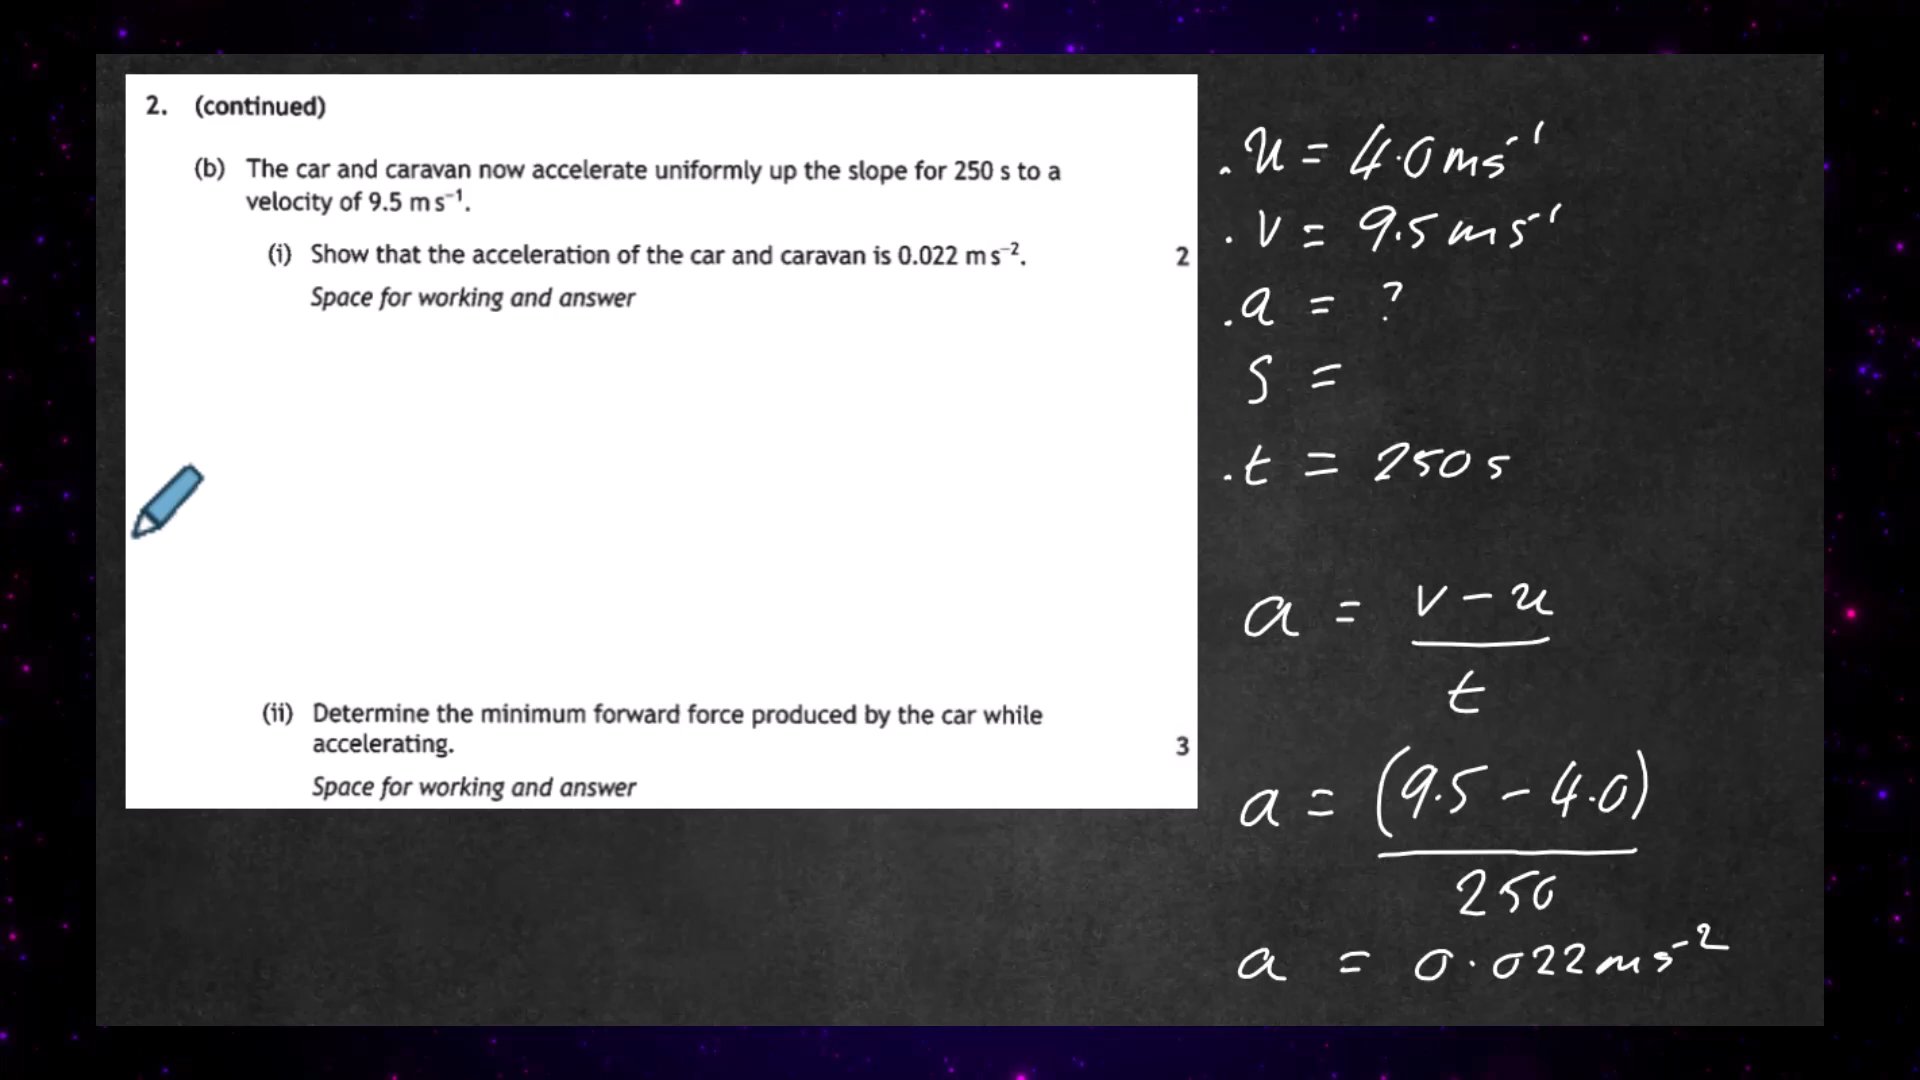 2. (continued)
(b) The car and caravan now accelerate uniformly up the slope for 250 s to a
velocity of 9.5 m s⁻¹.
(i) Show that the acceleration of the car and caravan is 0.022 m s⁻². 2
Space for working and answer
(ii) Determine the minimum forward force produced by the car while
accelerating. 3
Space for working and answer
. u = 4.0 ms⁻¹
. v = 9.5 ms⁻¹
. a = ?
s =
. t = 250 s
a = v - u
t
a = (9.5 - 4.0)
250
a = 0.022 ms⁻²